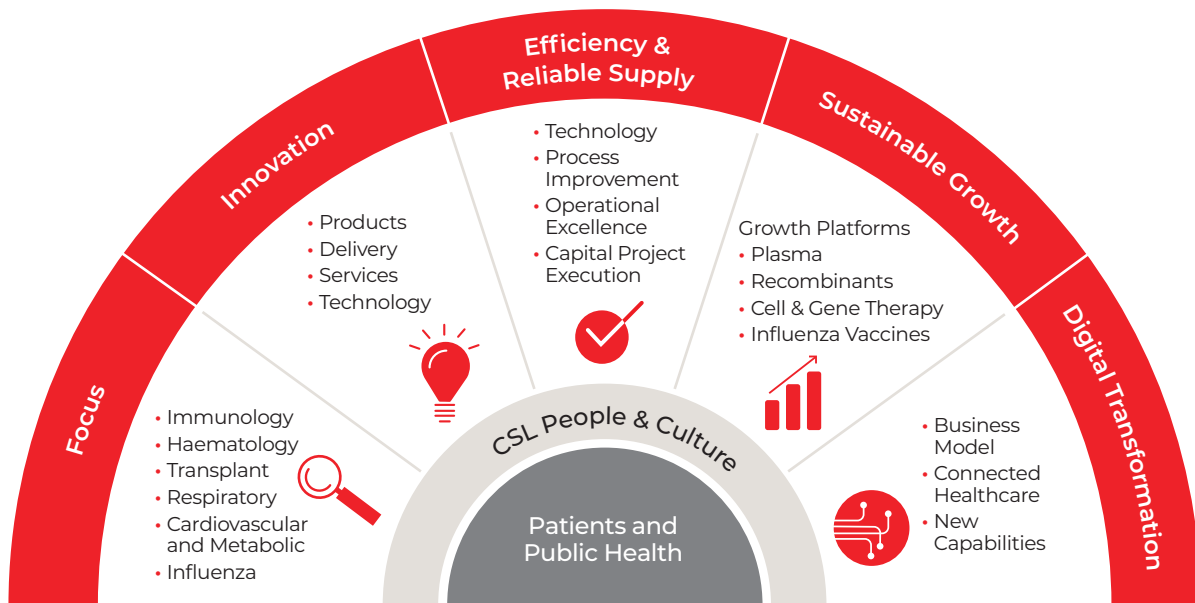 Focus
• Immunology
• Haematology
• Transplant
• Respiratory
• Cardiovascular
and Metabolic
• Influenza
Innovation
• Products
• Delivery
• Services
• Technology
Efficiency &
Reliable Supply
• Technology
• Process
Improvement
• Operational
Excellence
• Capital Project
Execution
Sustainable Growth
Growth Platforms
• Plasma
• Recombinants
• Cell & Gene Therapy
• Influenza Vaccines
Digital Transformation
• Business
Model
• Connected
Healthcare
• New
Capabilities
CSL People & Culture
Patients and
Public Health